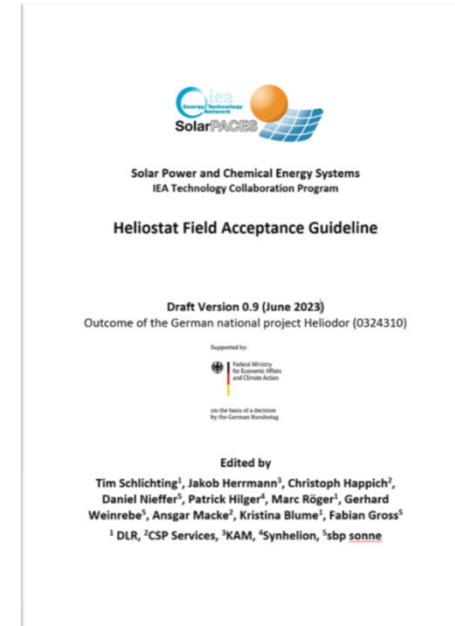 iea
Energy Technology
Network
SolarPACES
Solar Power and Chemical Energy Systems
IEA Technology Collaboration Program
Heliostat Field Acceptance Guideline
Draft Version 0.9 (June 2023)
Outcome of the German national project Heliodor (0324310)
Supported by:
Federal Ministry
for Economic Affairs
and Climate Action
on the basis of a decision
by the German Bundestag
Edited by
Tim Schlichting¹, Jakob Herrmann³, Christoph Happich²,
Daniel Nieffer⁵, Patrick Hilger⁴, Marc Röger¹, Gerhard
Weinrebe⁵, Ansgar Macke², Kristina Blume¹, Fabian Gross⁵
¹ DLR, ²CSP Services, ³KAM, ⁴Synhelion, ⁵sbp sonne